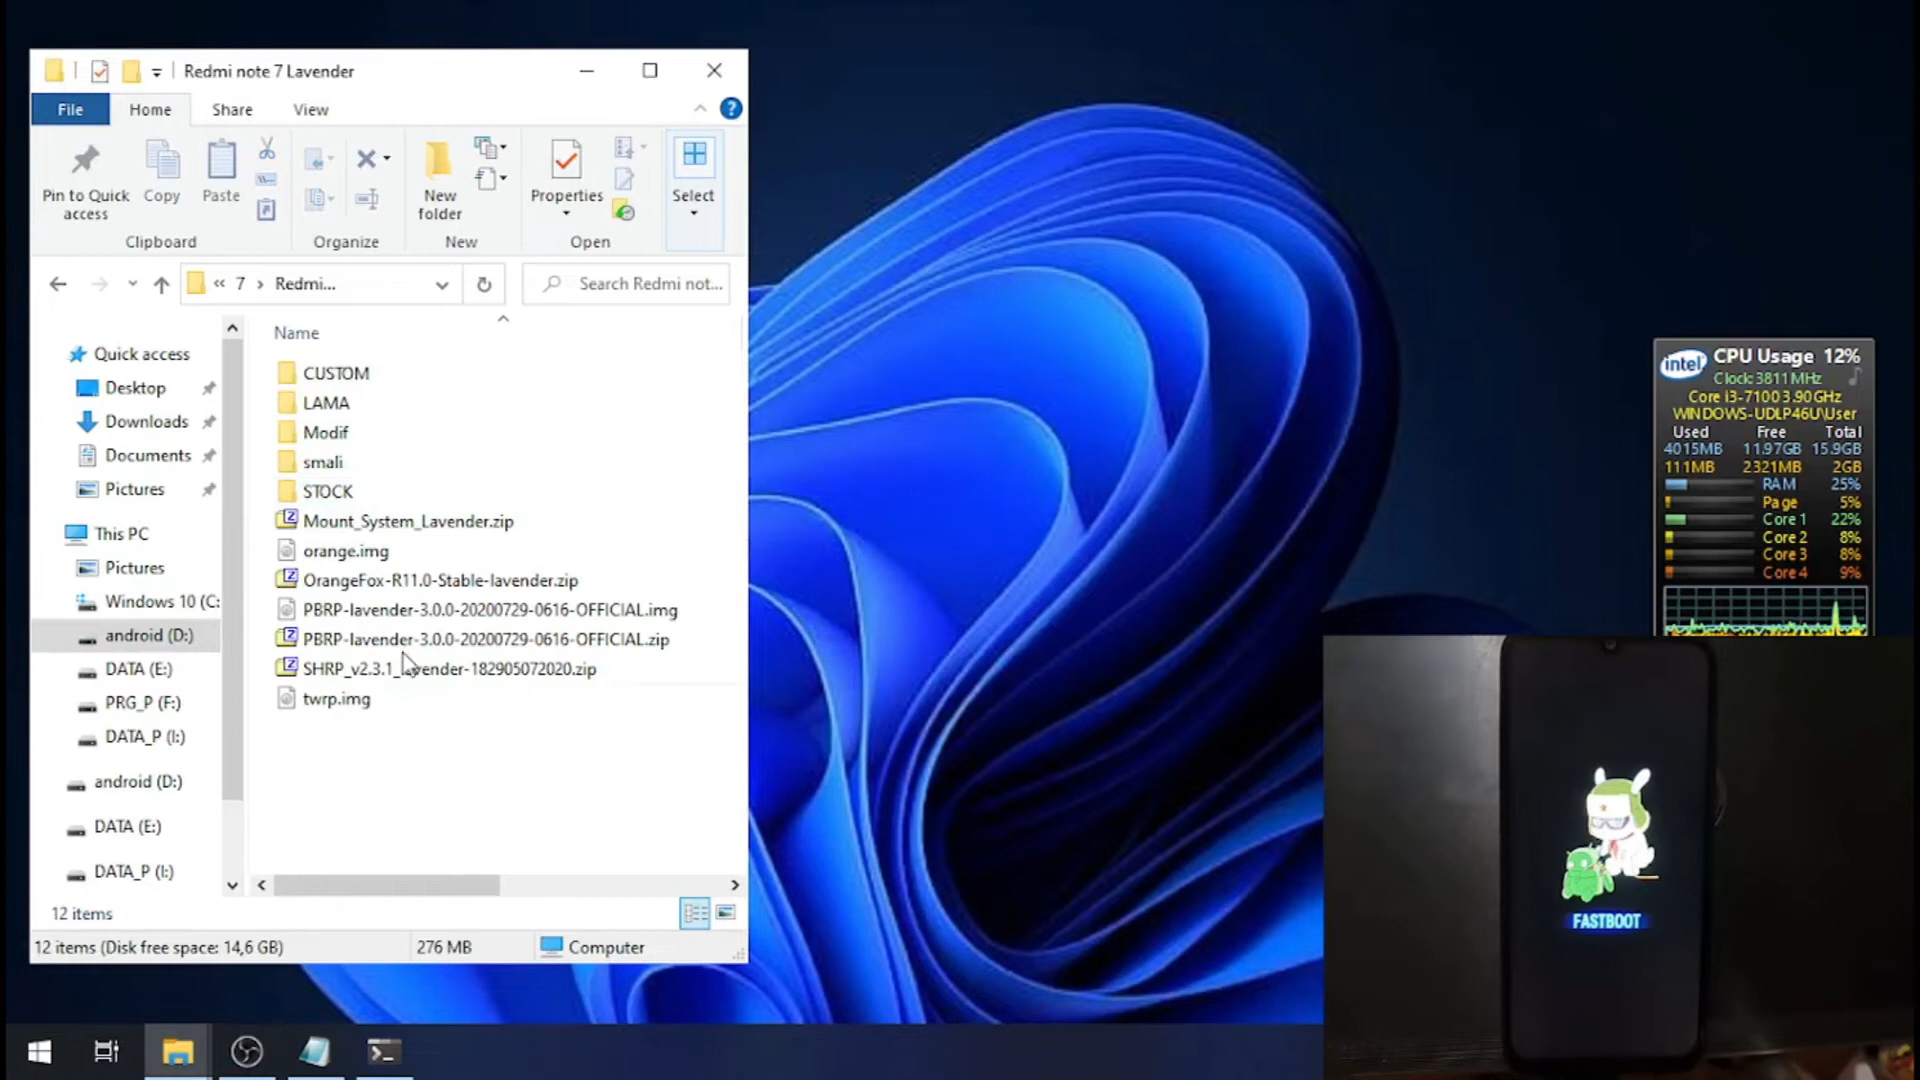 Redmi note 7 Lavender
File Home Share View
Pin to Quick access
Copy
Paste
New folder
Properties
Select
Clipboard
Organize
New
Open
« 7 › Redmi...
Search Redmi not...
Name
Quick access
Desktop
Downloads
Documents
Pictures
This PC
Pictures
Windows 10 (C:
android (D:)
DATA (E:)
PRG_P (F:)
DATA_P (I:)
android (D:)
DATA (E:)
DATA_P (I:)
CUSTOM
LAMA
Modif
smali
STOCK
Mount_System_Lavender.zip
orange.img
OrangeFox-R11.0-Stable-lavender.zip
PBRP-lavender-3.0.0-20200729-0616-OFFICIAL.img
PBRP-lavender-3.0.0-20200729-0616-OFFICIAL.zip
SHRP_v2.3.1_lavender-182905072020.zip
twrp.img
12 items
12 items (Disk free space: 14,6 GB) 276 MB Computer
intel CPU Usage 12%
Clock: 3811MHz
Core i3-7100 3.90GHz
WINDOWS-UDLP46U\User
Used Free Total
4015MB 11.97GB 15.9GB
111MB 2321MB 2GB
RAM 25%
Page 5%
Core 1 22%
Core 2 8%
Core 3 8%
Core 4 9%
FASTBOOT